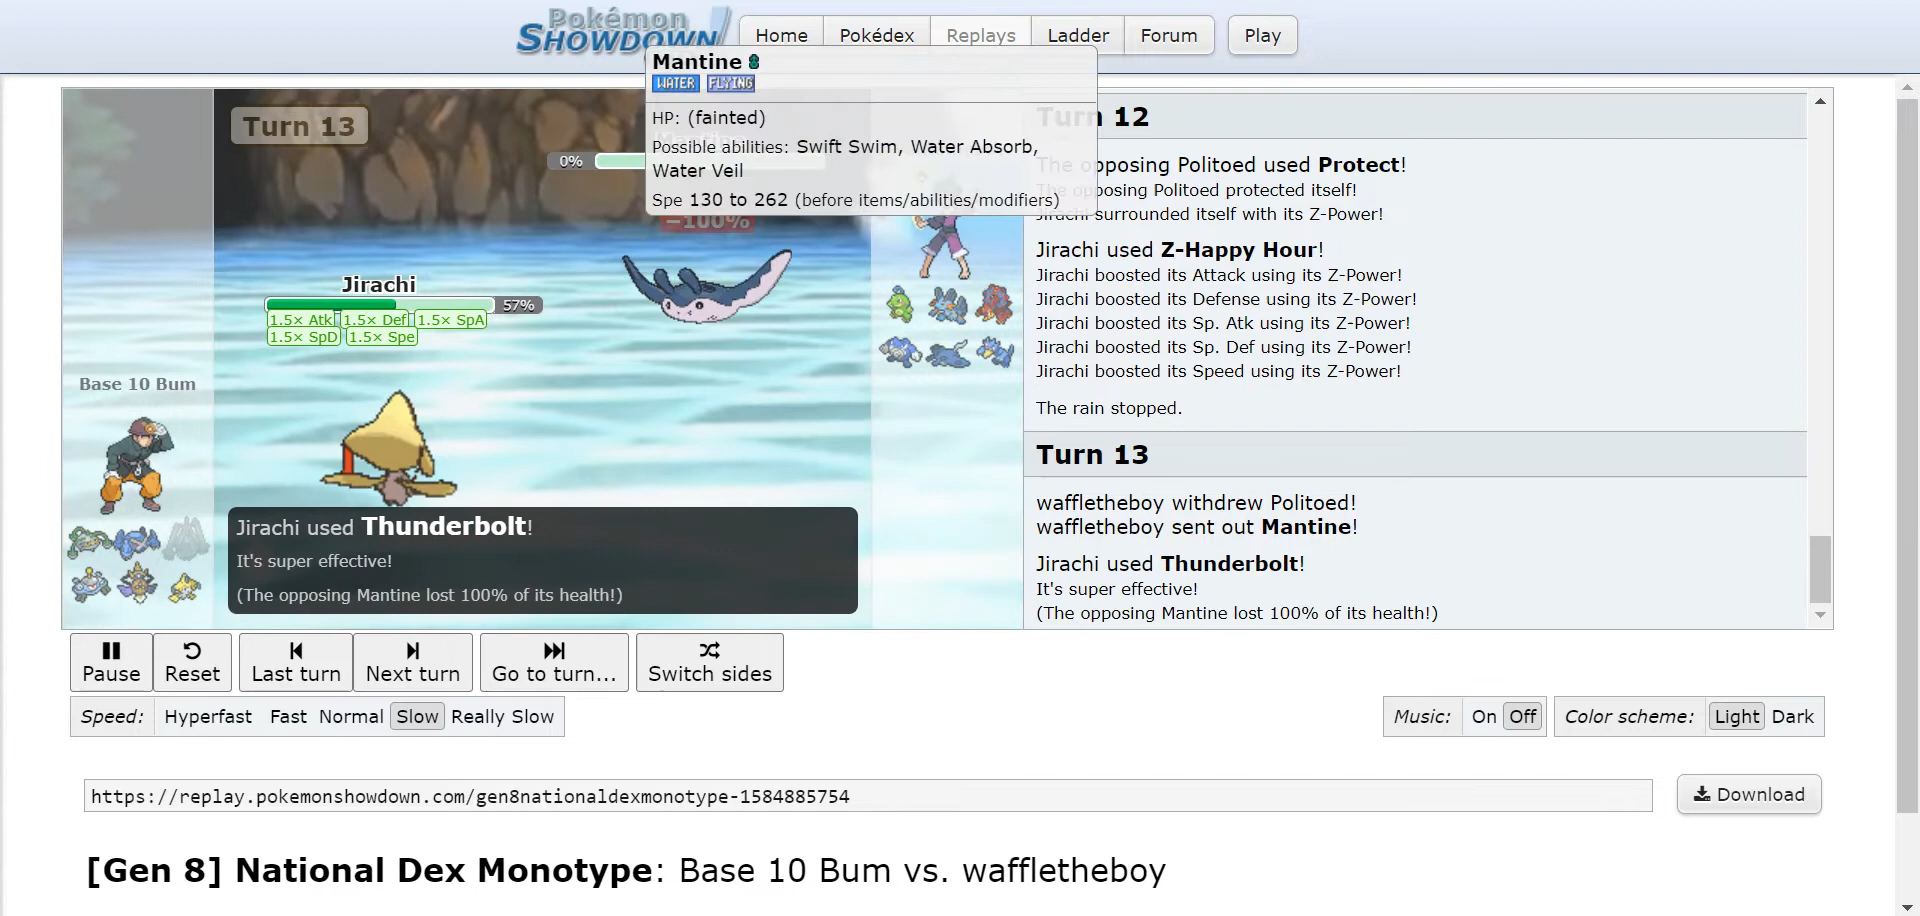 Pokémon
SHOWDOWN
Home
Pokédex
Replays
Ladder
Forum
Play
Mantine
WATER
FLYING
HP: (fainted)
Possible abilities: Swift Swim, Water Absorb,
Water Veil
Spe 130 to 262 (before items/abilities/modifiers)
Turn 13
0%
−100%
Jirachi
57%
1.5× Atk 1.5× Def 1.5× SpA
1.5× SpD 1.5× Spe
Base 10 Bum
Jirachi used Thunderbolt!
It's super effective!
(The opposing Mantine lost 100% of its health!)
Turn 12
The opposing Politoed used Protect!
The opposing Politoed protected itself!
Jirachi surrounded itself with its Z-Power!
Jirachi used Z-Happy Hour!
Jirachi boosted its Attack using its Z-Power!
Jirachi boosted its Defense using its Z-Power!
Jirachi boosted its Sp. Atk using its Z-Power!
Jirachi boosted its Sp. Def using its Z-Power!
Jirachi boosted its Speed using its Z-Power!
The rain stopped.
Turn 13
waffletheboy withdrew Politoed!
waffletheboy sent out Mantine!
Jirachi used Thunderbolt!
It's super effective!
(The opposing Mantine lost 100% of its health!)
Pause
Reset
Last turn
Next turn
Go to turn...
Switch sides
Speed: Hyperfast Fast Normal Slow Really Slow
Music: On Off
Color scheme: Light Dark
https://replay.pokemonshowdown.com/gen8nationaldexmonotype-1584885754
Download
[Gen 8] National Dex Monotype: Base 10 Bum vs. waffletheboy